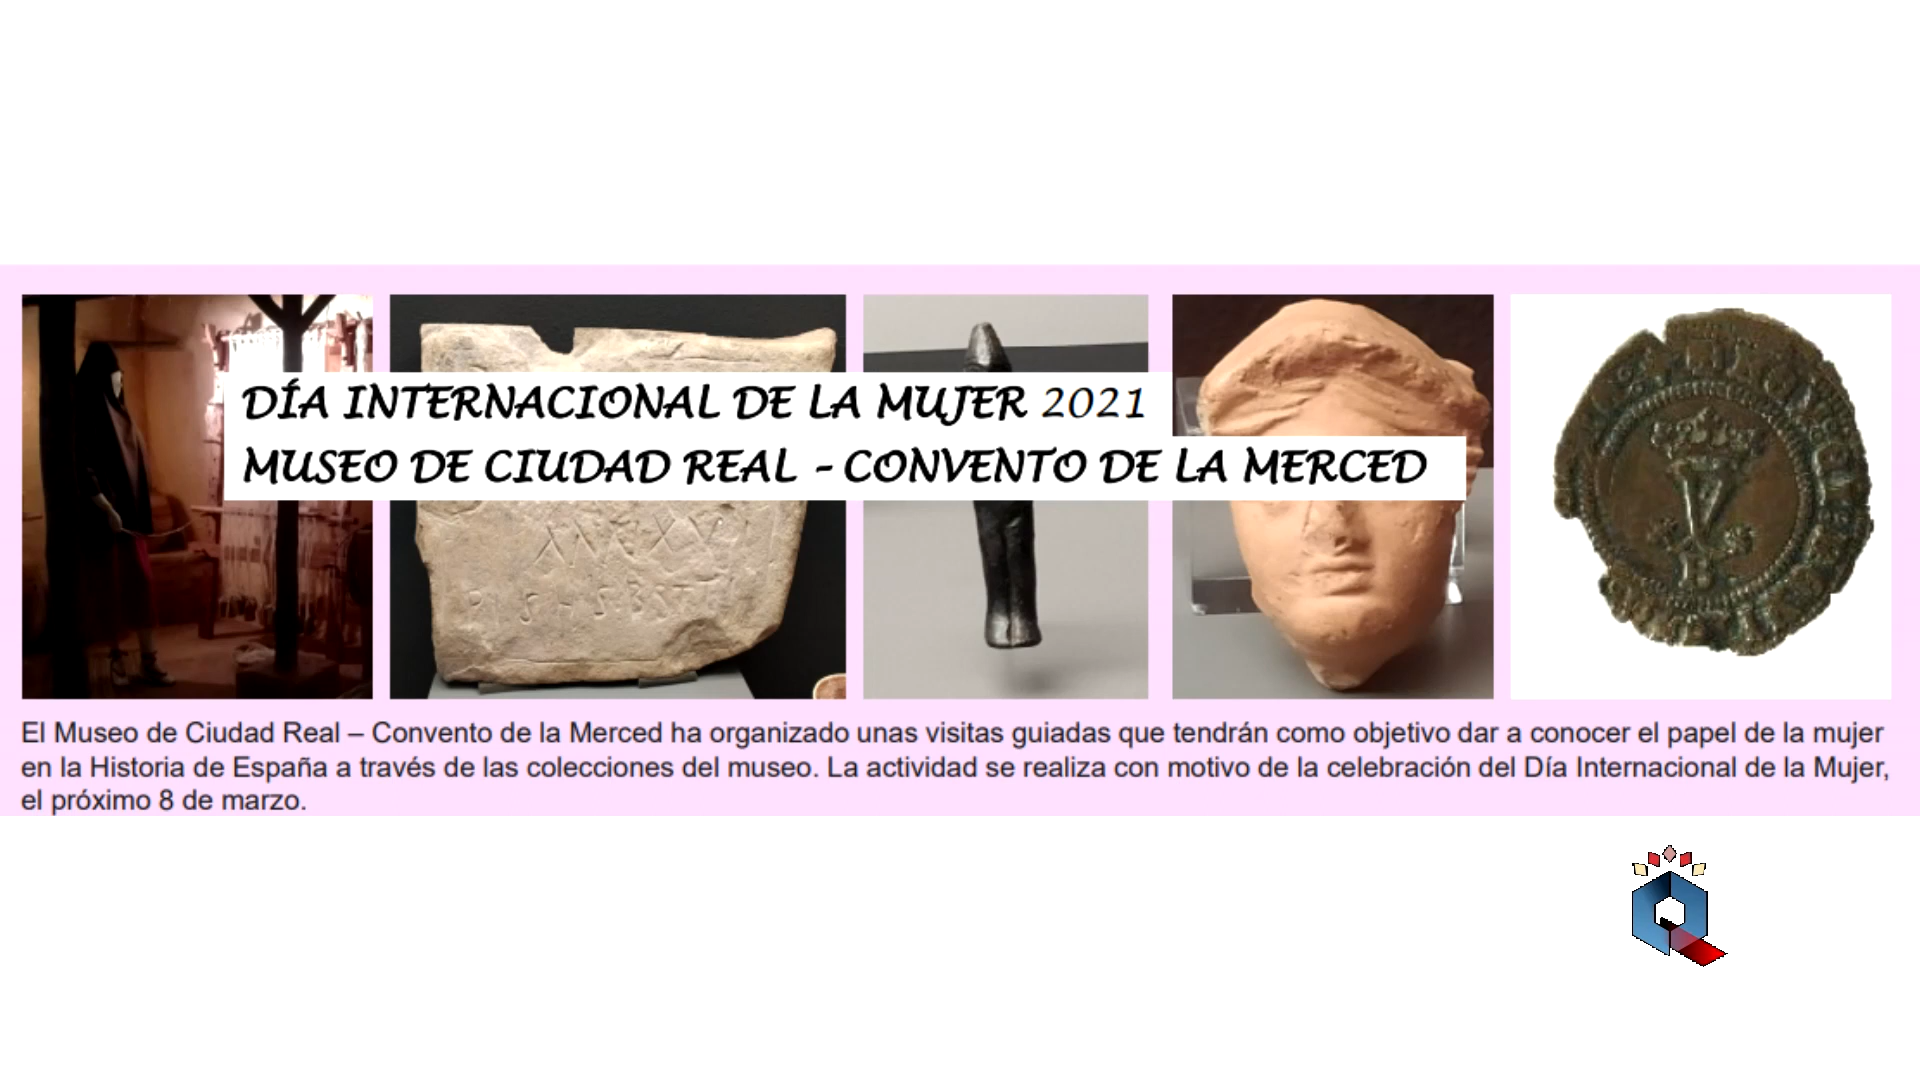 DÍA INTERNACIONAL DE LA MUJER 2021
MUSEO DE CIUDAD REAL - CONVENTO DE LA MERCED
El Museo de Ciudad Real – Convento de la Merced ha organizado unas visitas guiadas que tendrán como objetivo dar a conocer el papel de la mujer
en la Historia de España a través de las colecciones del museo. La actividad se realiza con motivo de la celebración del Día Internacional de la Mujer,
el próximo 8 de marzo.